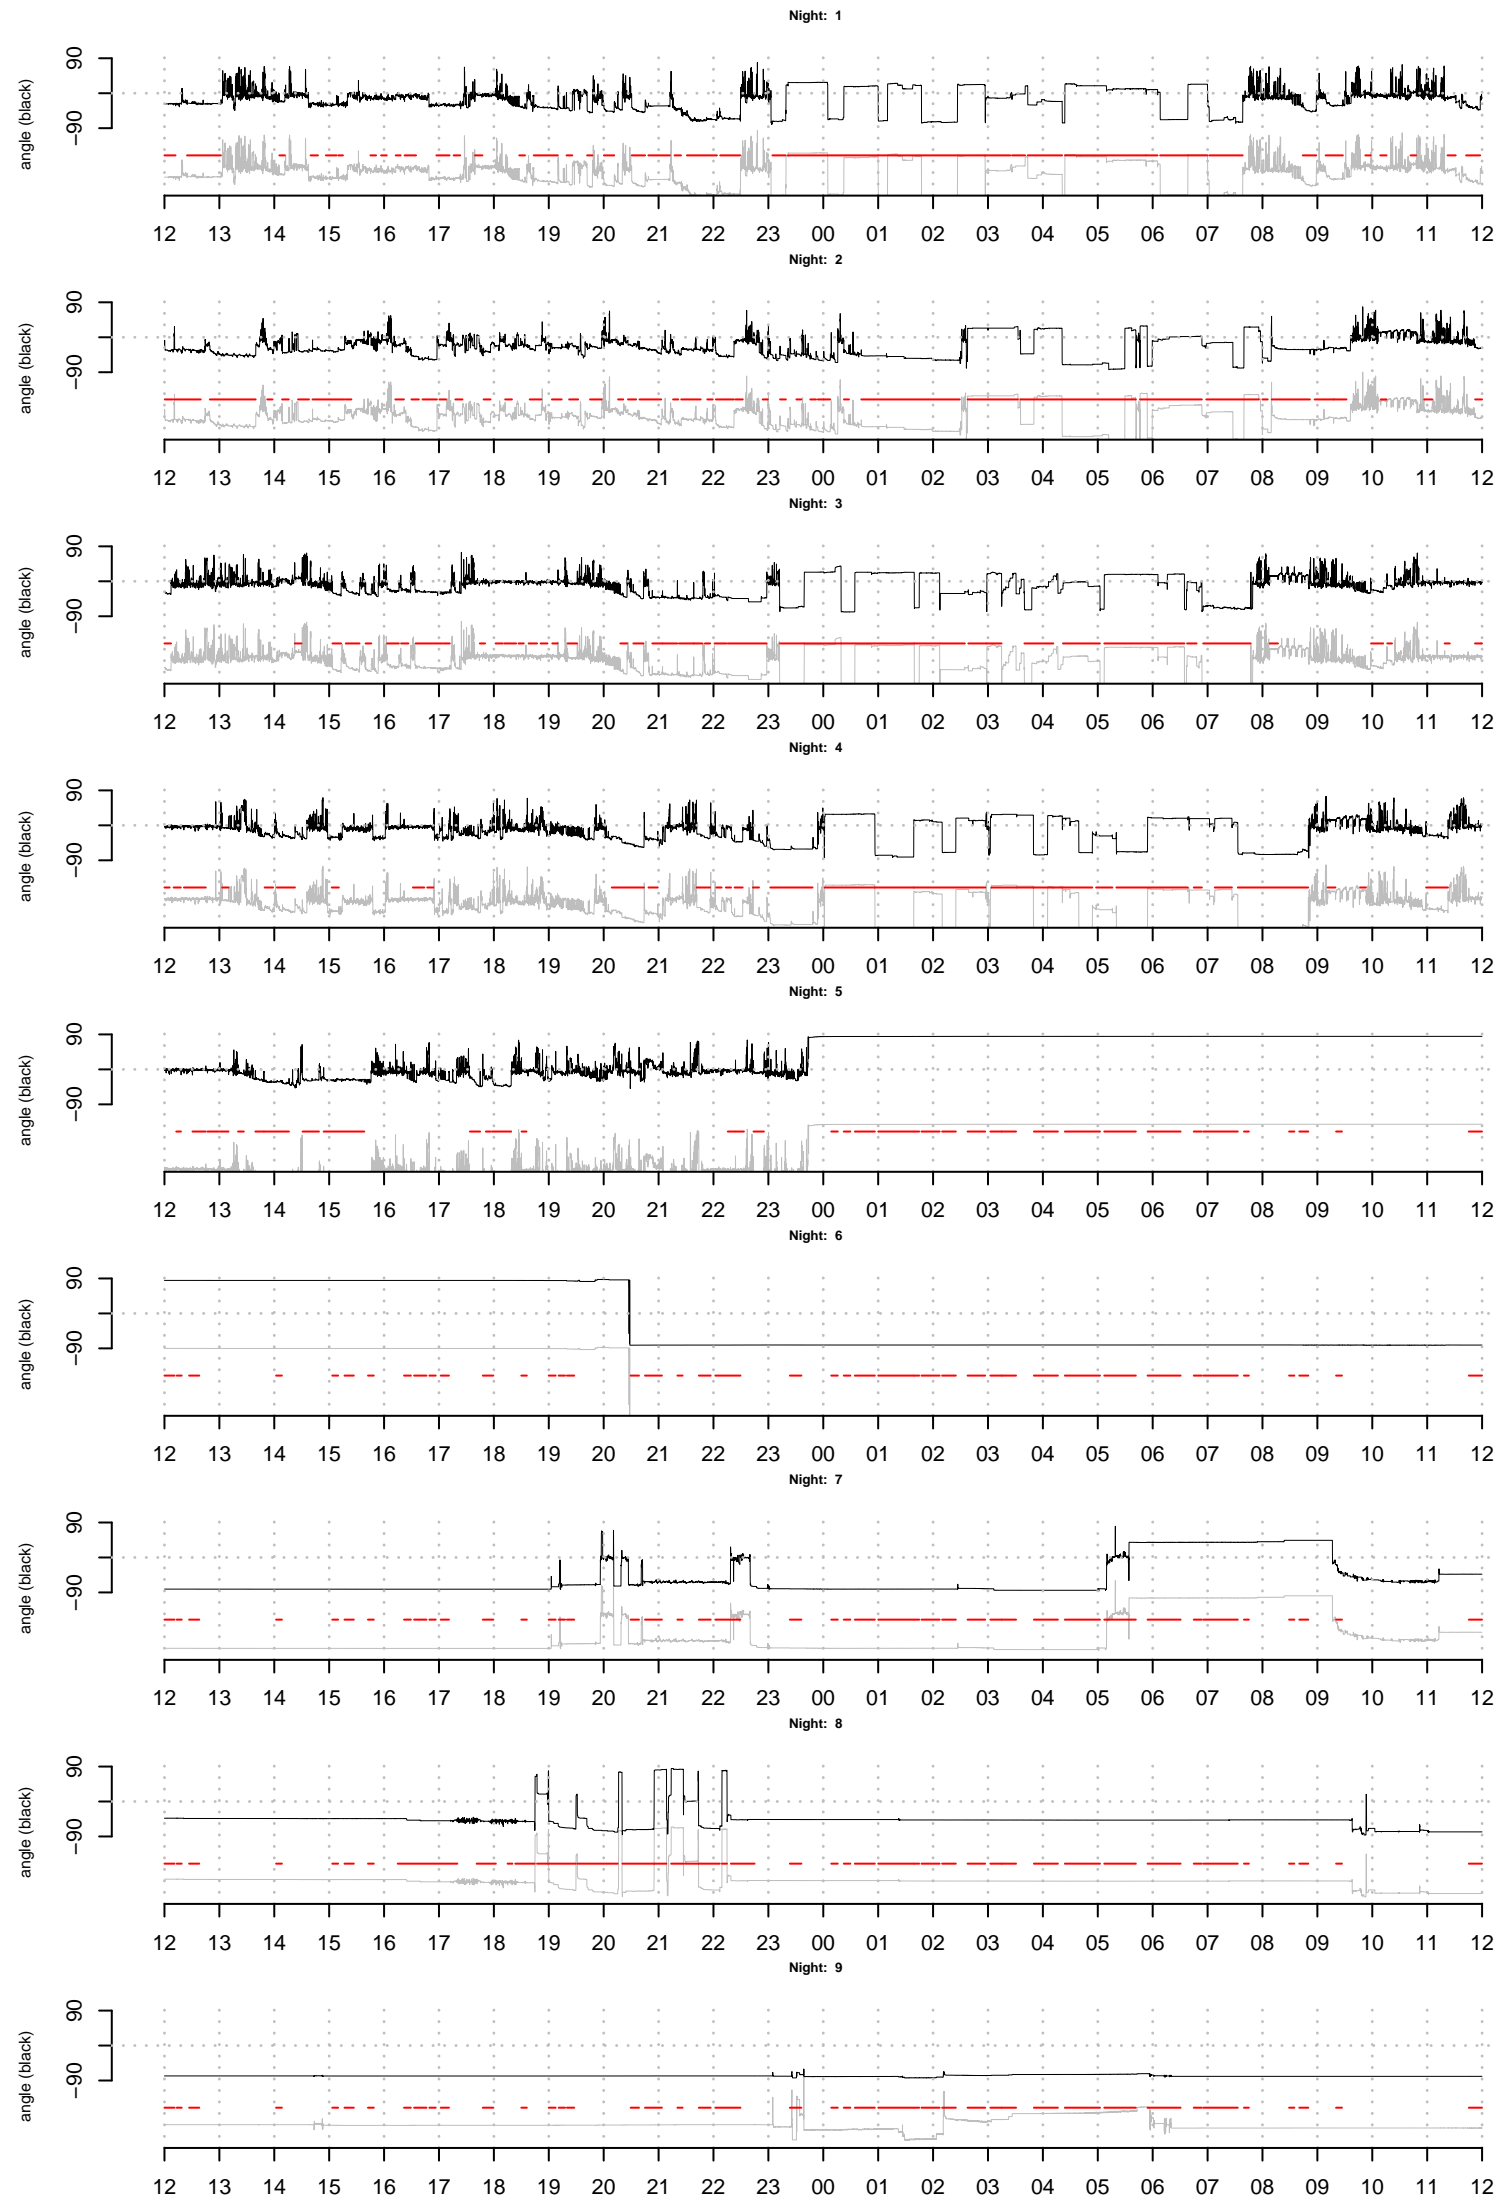 Night: 1
90
-90
angle (black)
12 13 14 15 16 17 18 19 20 21 22 23 00 01 02 03 04 05 06 07 08 09 10 11 12
Night: 2
90
-90
angle (black)
12 13 14 15 16 17 18 19 20 21 22 23 00 01 02 03 04 05 06 07 08 09 10 11 12
Night: 3
90
-90
angle (black)
12 13 14 15 16 17 18 19 20 21 22 23 00 01 02 03 04 05 06 07 08 09 10 11 12
Night: 4
90
-90
angle (black)
12 13 14 15 16 17 18 19 20 21 22 23 00 01 02 03 04 05 06 07 08 09 10 11 12
Night: 5
90
-90
angle (black)
12 13 14 15 16 17 18 19 20 21 22 23 00 01 02 03 04 05 06 07 08 09 10 11 12
Night: 6
90
-90
angle (black)
12 13 14 15 16 17 18 19 20 21 22 23 00 01 02 03 04 05 06 07 08 09 10 11 12
Night: 7
90
-90
angle (black)
12 13 14 15 16 17 18 19 20 21 22 23 00 01 02 03 04 05 06 07 08 09 10 11 12
Night: 8
90
-90
angle (black)
12 13 14 15 16 17 18 19 20 21 22 23 00 01 02 03 04 05 06 07 08 09 10 11 12
Night: 9
90
-90
angle (black)
12 13 14 15 16 17 18 19 20 21 22 23 00 01 02 03 04 05 06 07 08 09 10 11 12